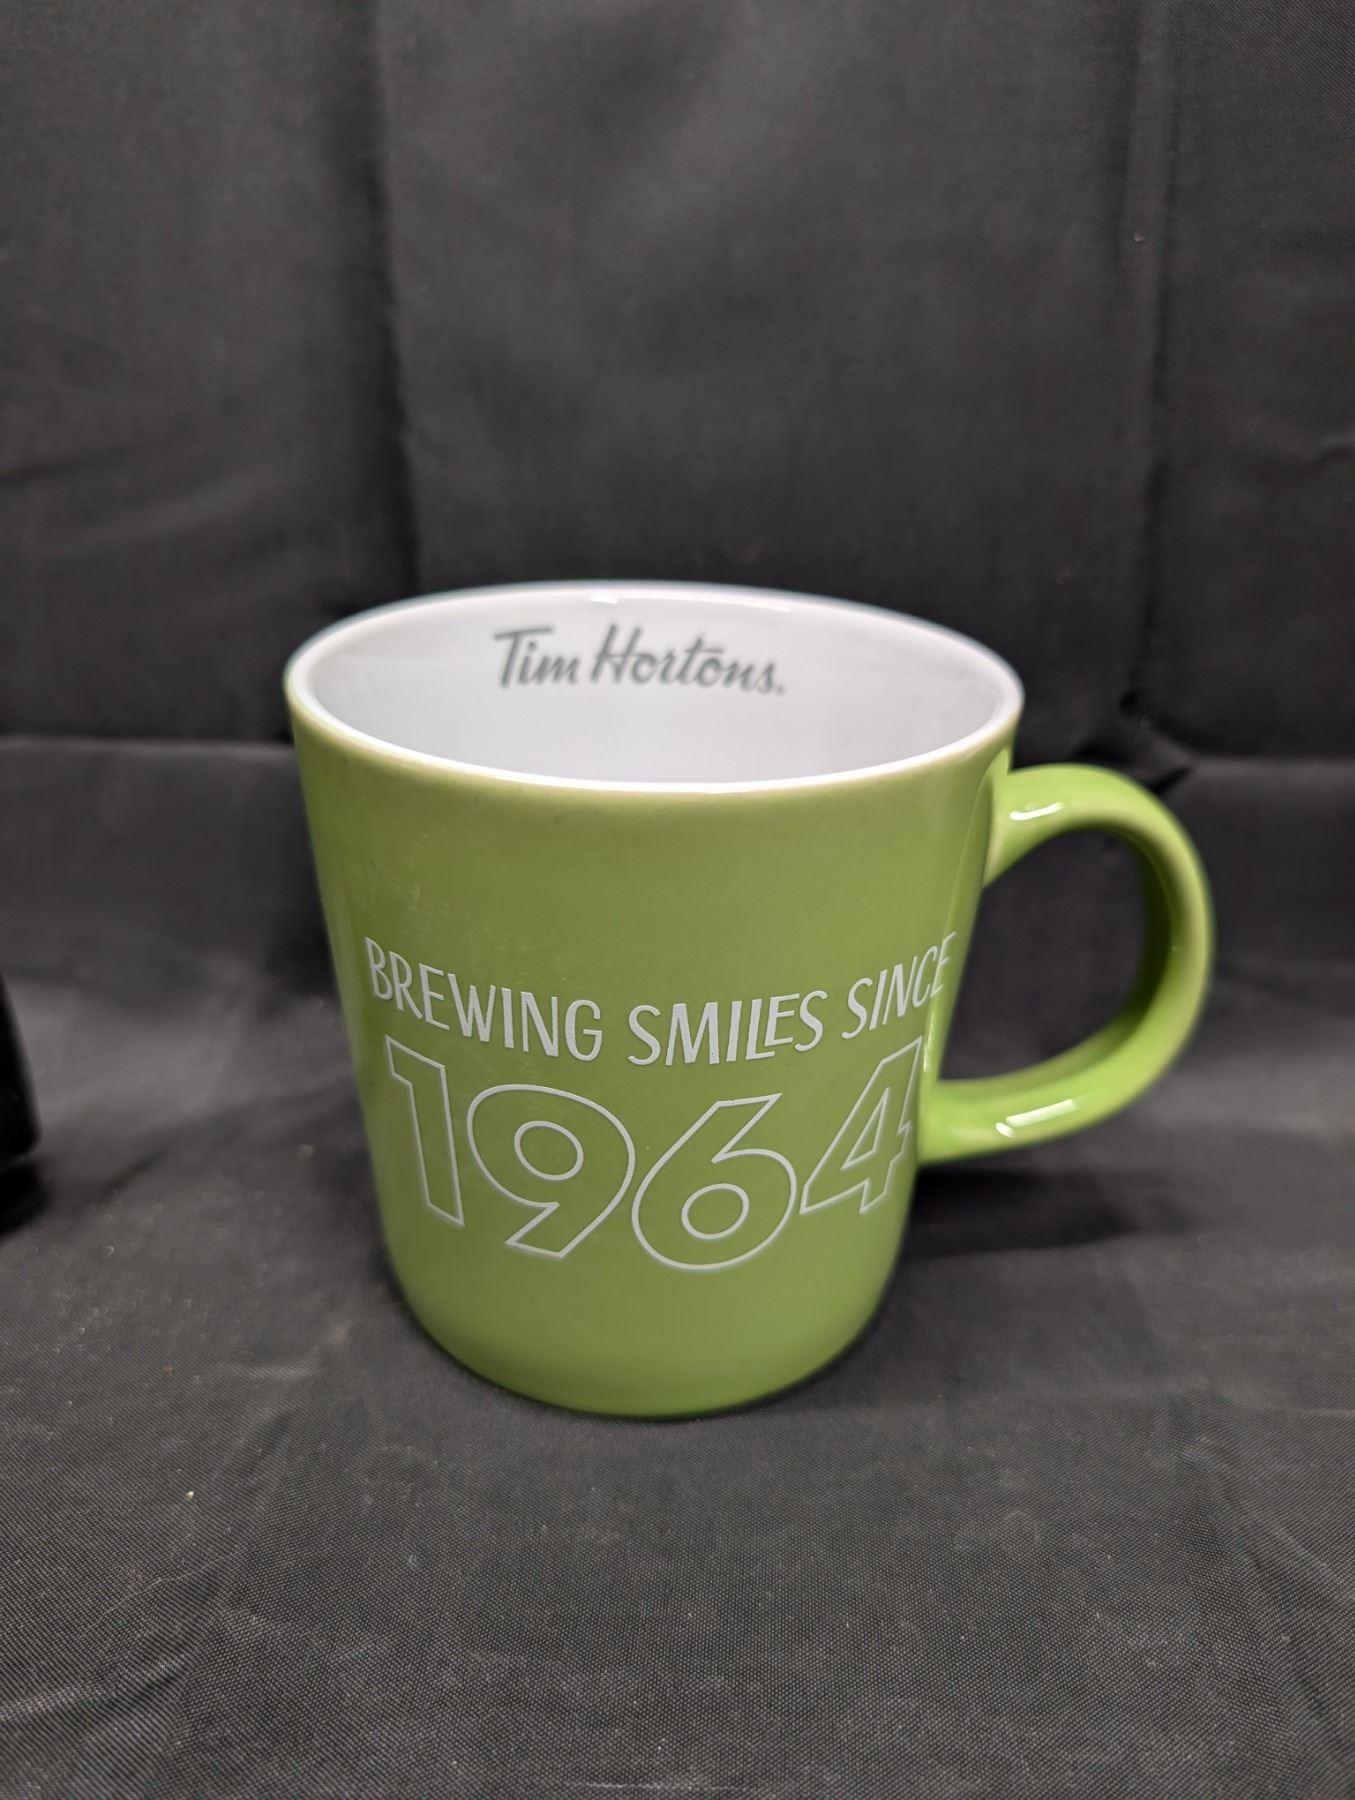 Tim Hortons.
BREWING SMILES SINCE
1964